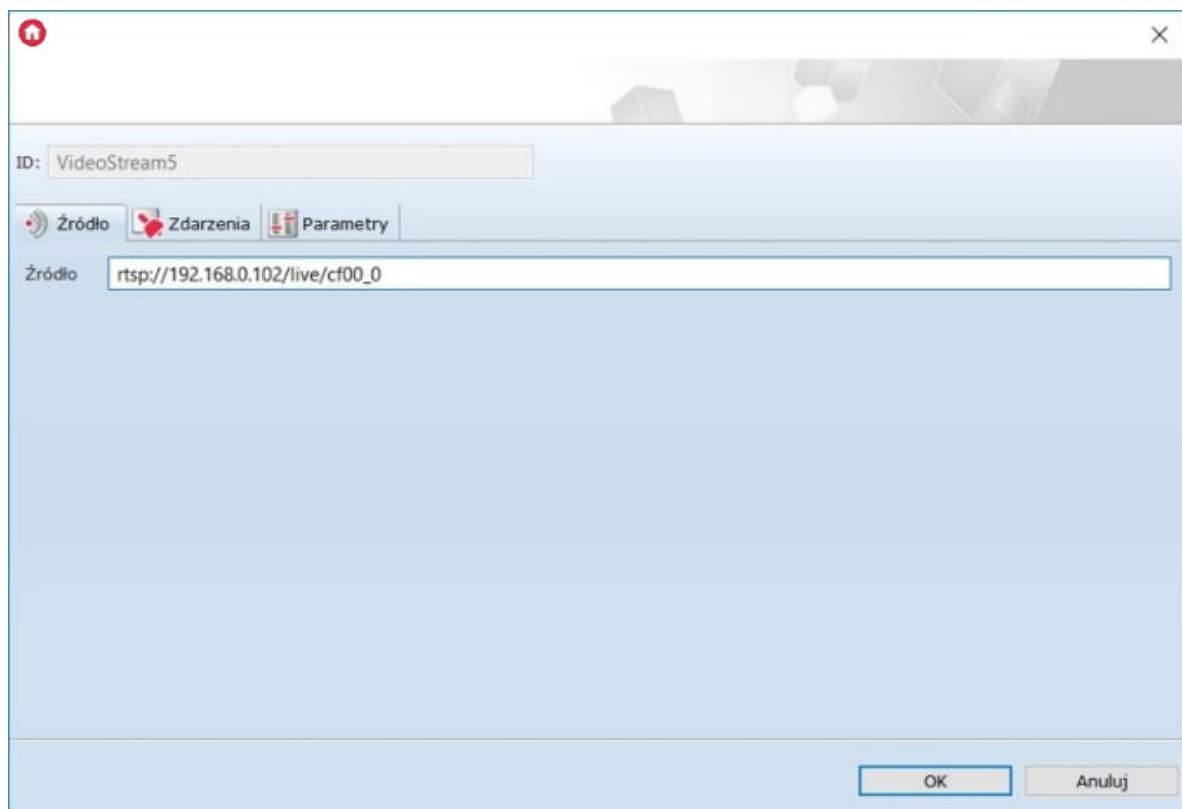 ID: VideoStream5
Źródło Zdarzenia Parametry
Źródło rtsp://192.168.0.102/live/cf00_0
OK Anuluj